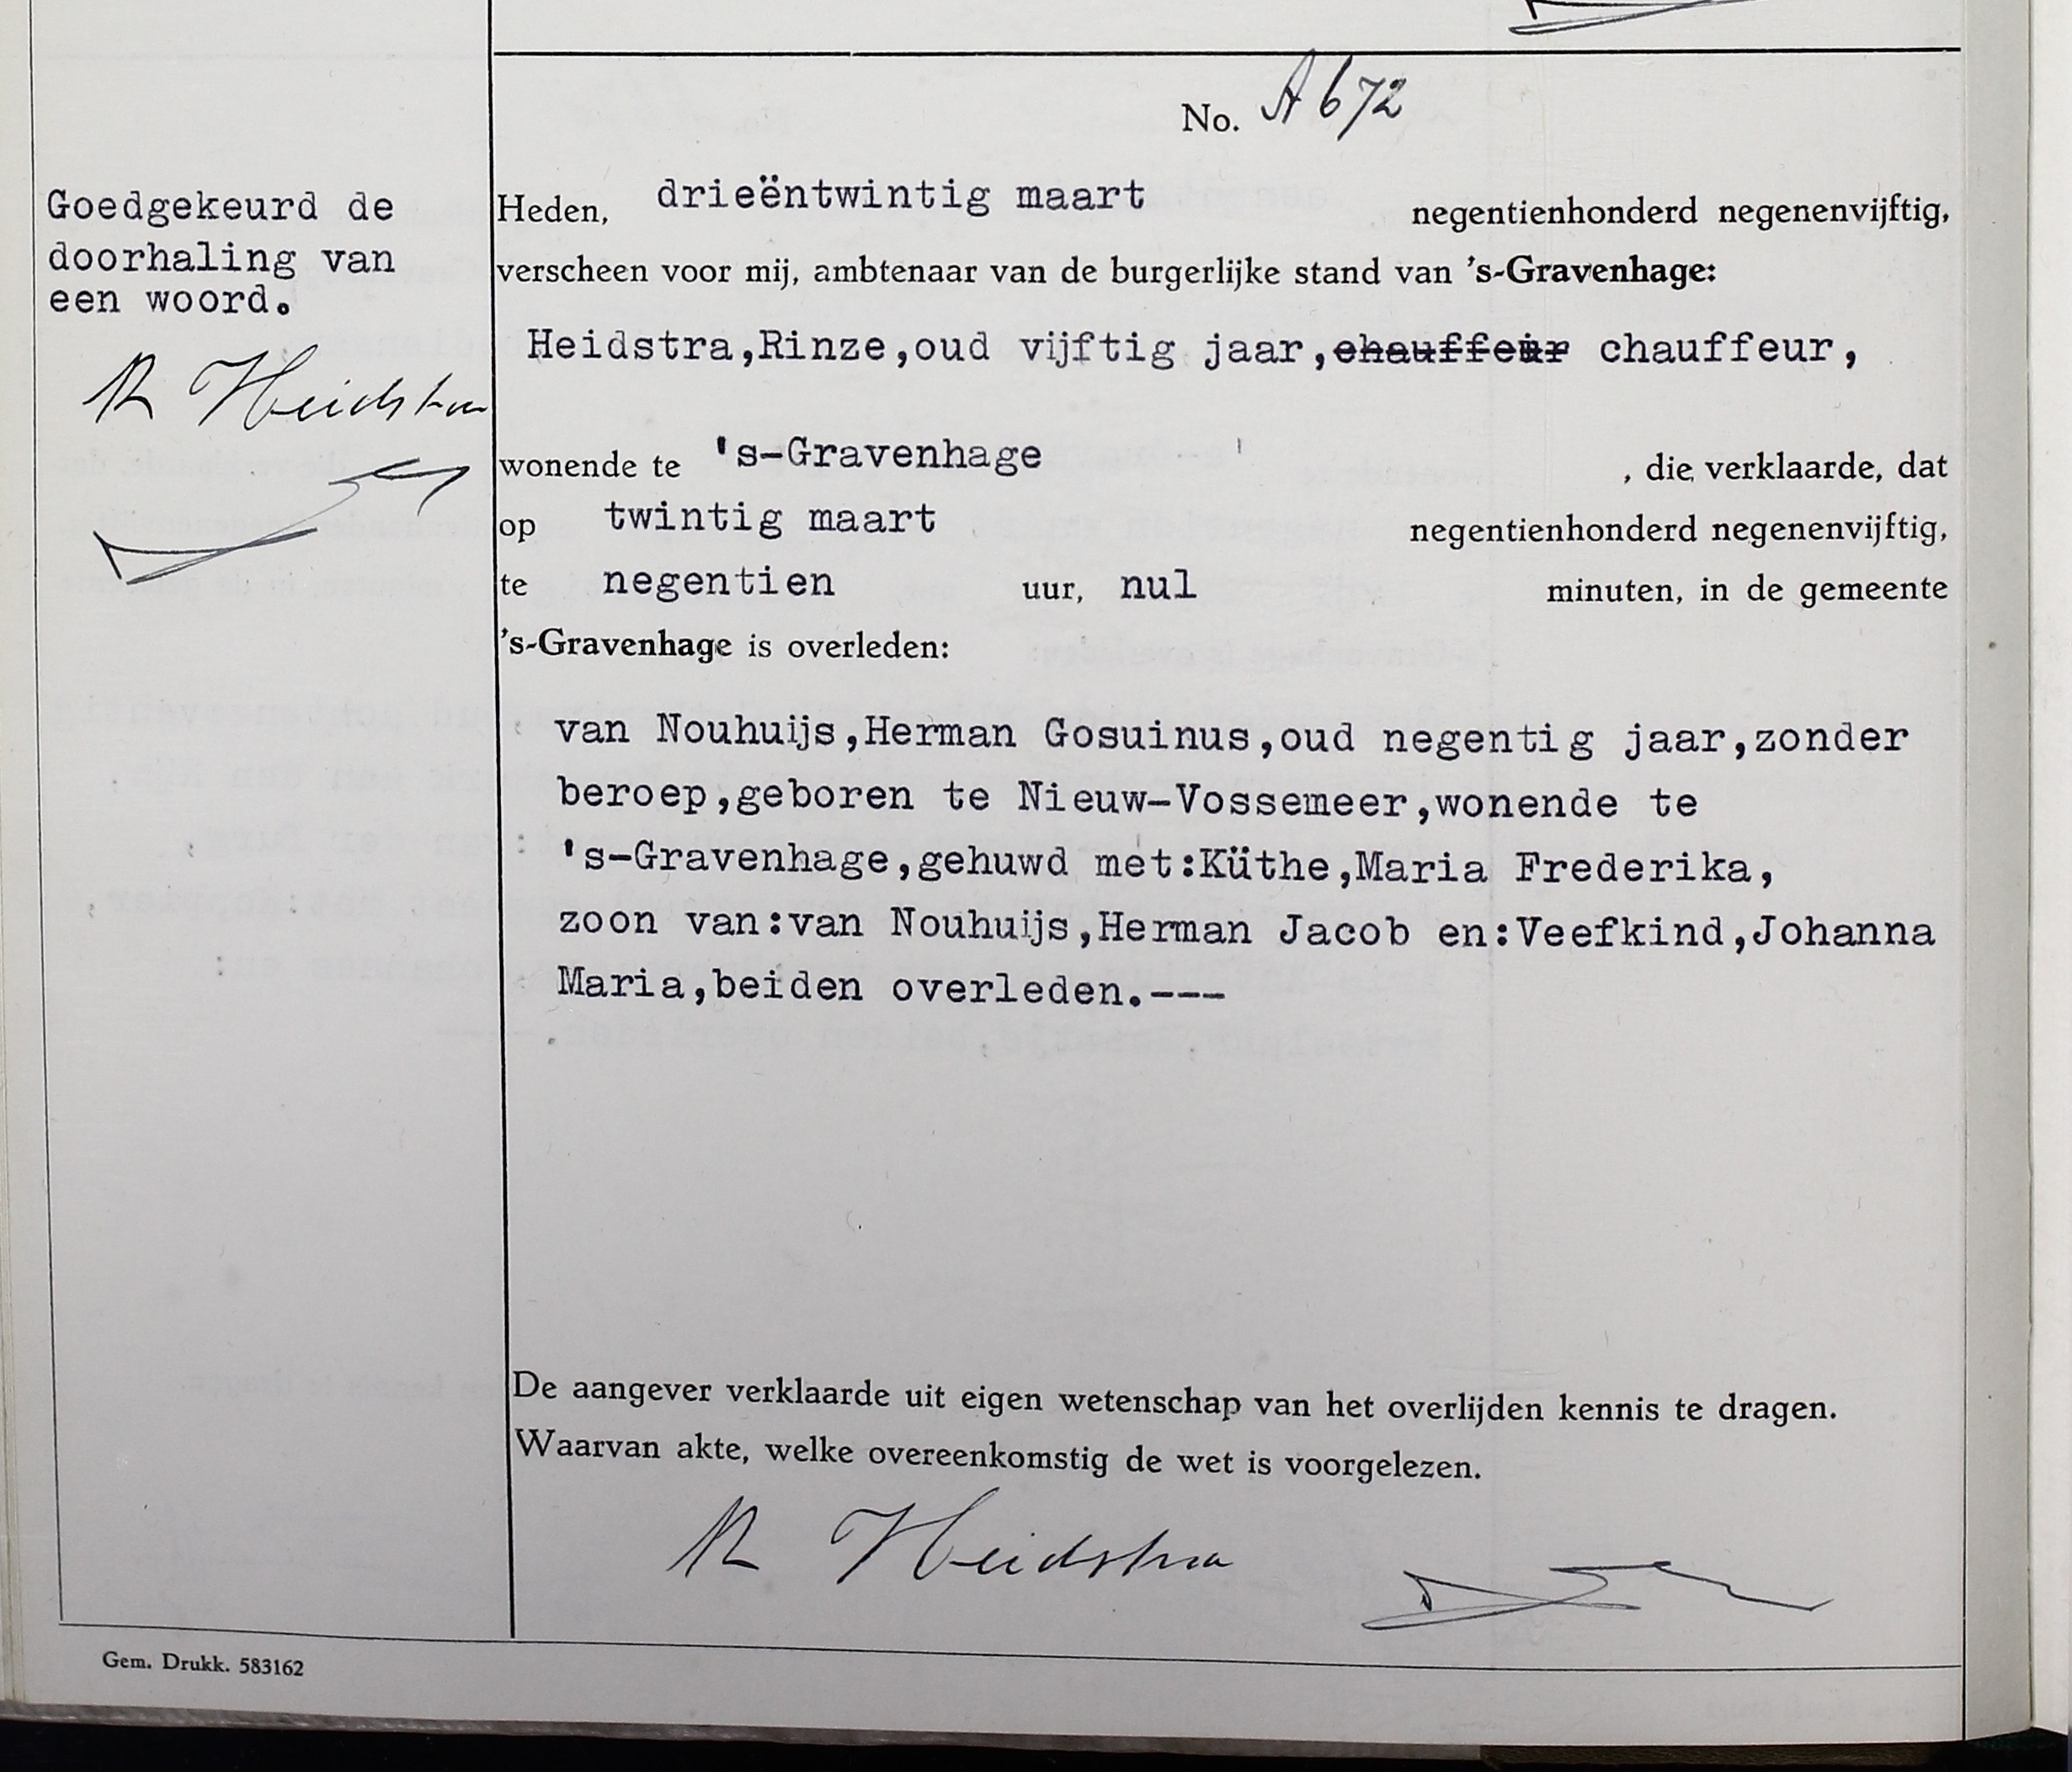 No. A672
Goedgekeurd de
doorhaling van
een woord.
R Heidstra
Heden, drieëntwintig maart negentienhonderd negenenvijftig,
verscheen voor mij, ambtenaar van de burgerlijke stand van 's-Gravenhage:
Heidstra,Rinze,oud vijftig jaar,chauffeur chauffeur,
wonende te 's-Gravenhage ' , die verklaarde, dat
op twintig maart negentienhonderd negenenvijftig,
te negentien uur, nul minuten, in de gemeente
's-Gravenhage is overleden:
van Nouhuijs,Herman Gosuinus,oud negentig jaar,zonder
beroep,geboren te Nieuw-Vossemeer,wonende te
's-Gravenhage,gehuwd met:Küthe,Maria Frederika,
zoon van:van Nouhuijs,Herman Jacob en:Veefkind,Johanna
Maria,beiden overleden.---
De aangever verklaarde uit eigen wetenschap van het overlijden kennis te dragen.
Waarvan akte, welke overeenkomstig de wet is voorgelezen.
R Heidstra
Gem. Drukk. 583162